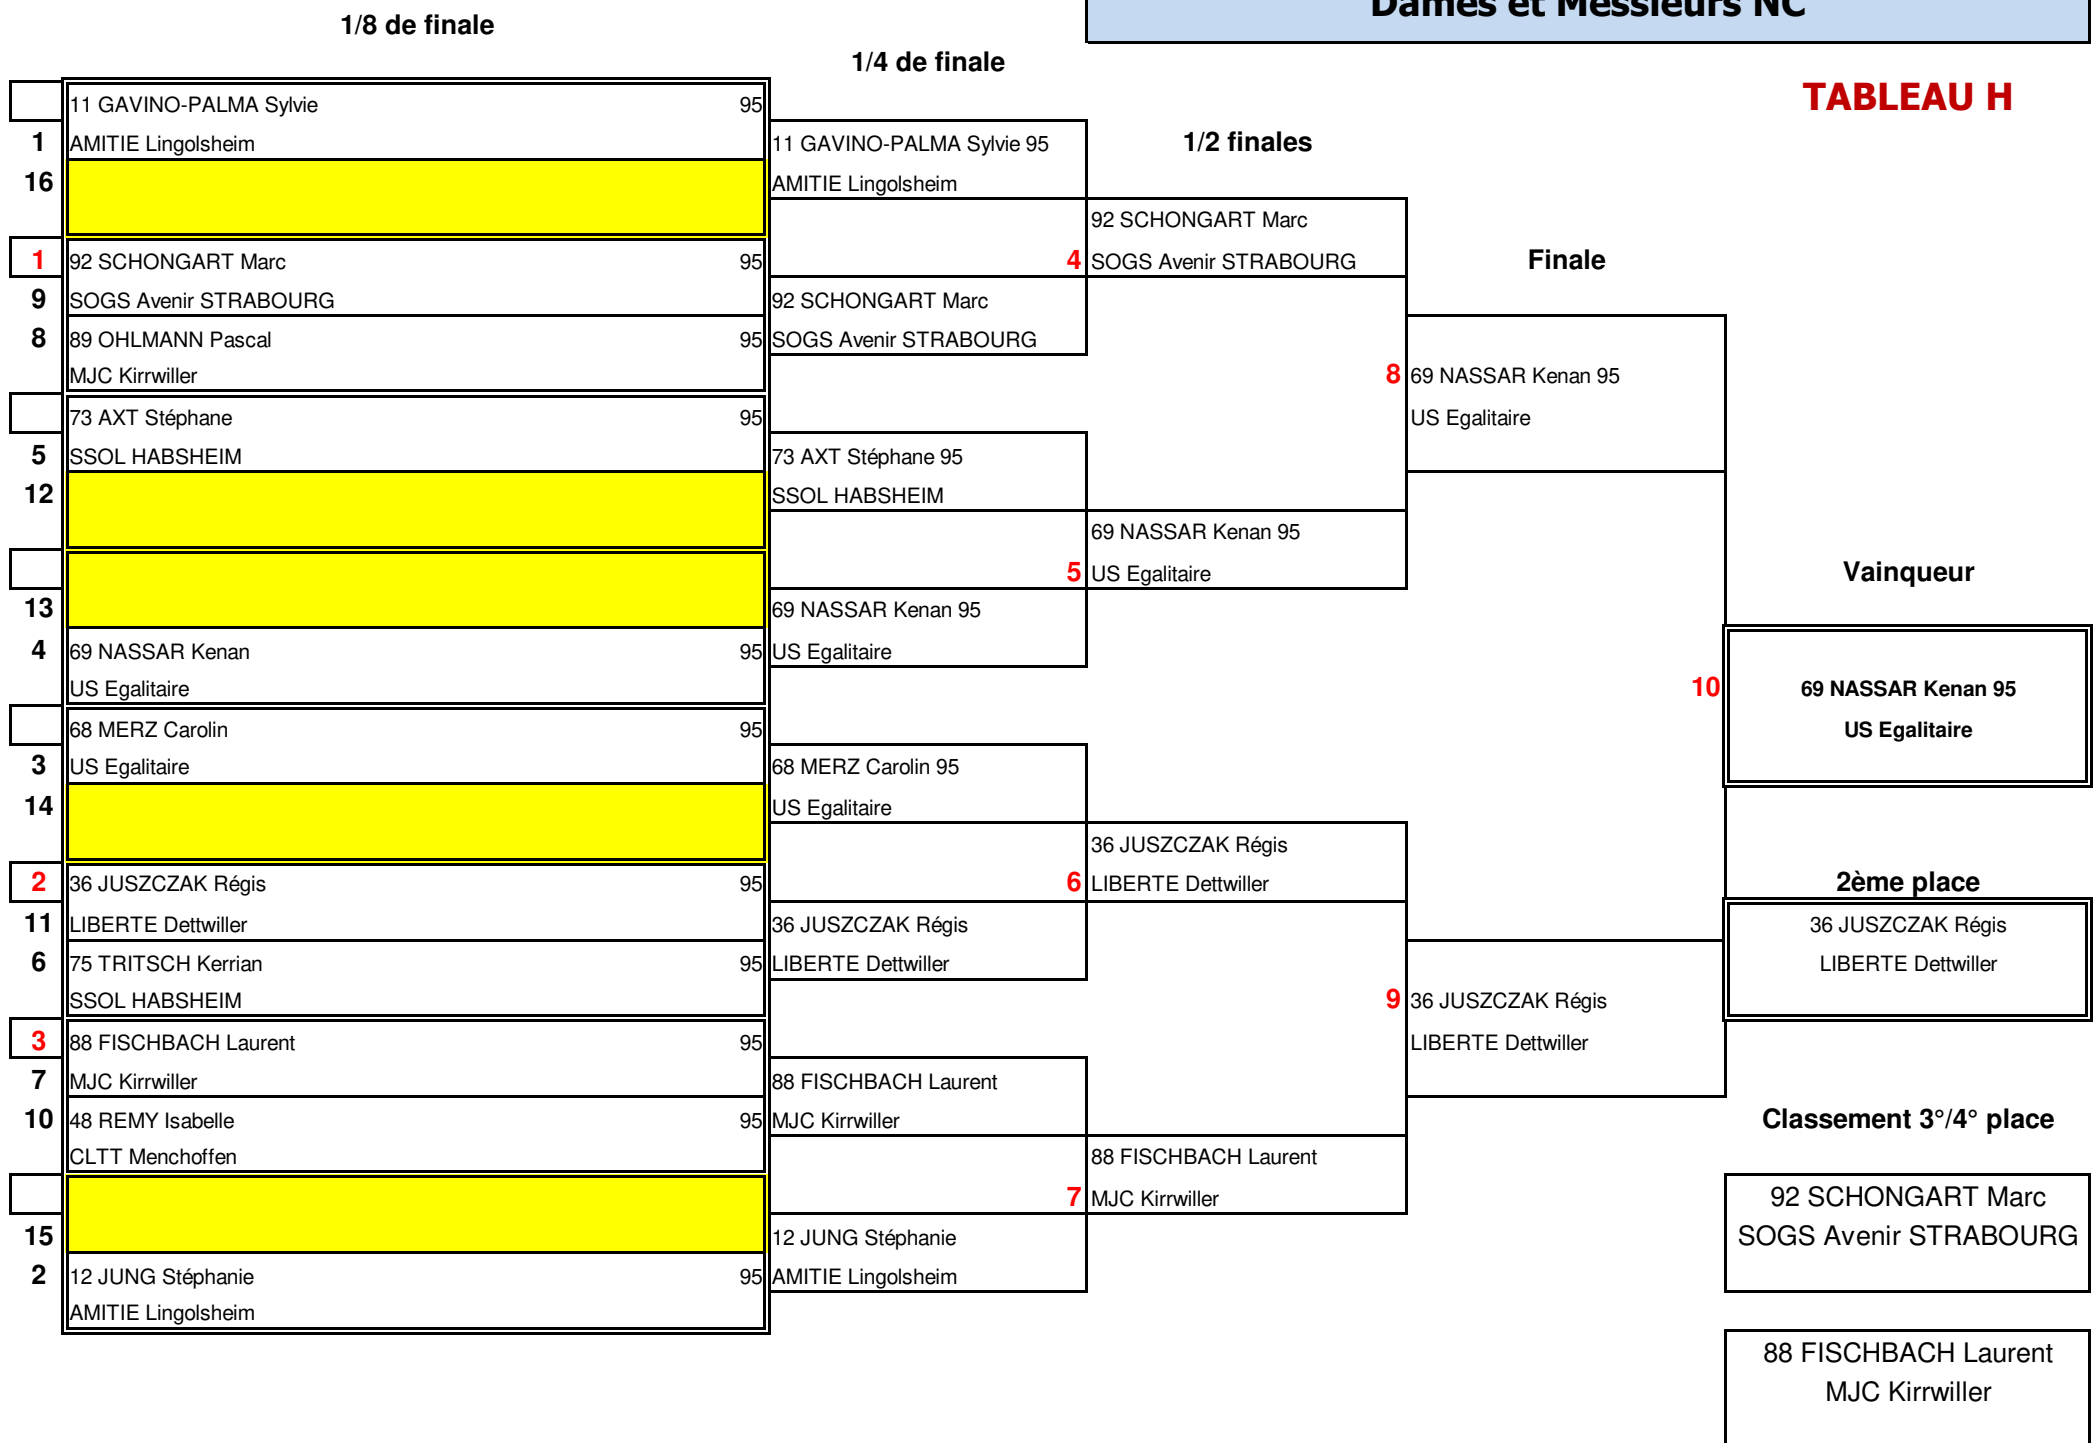 Dames et Messieurs NC
1/8 de finale
1/4 de finale
TABLEAU H
11 GAVINO-PALMA Sylvie 95
1 AMITIE Lingolsheim
16
1 92 SCHONGART Marc 95
9 SOGS Avenir STRABOURG
8 89 OHLMANN Pascal 95
MJC Kirrwiller
73 AXT Stéphane 95
5 SSOL HABSHEIM
12
13
4 69 NASSAR Kenan 95
US Egalitaire
68 MERZ Carolin 95
3 US Egalitaire
14
2 36 JUSZCZAK Régis 95
11 LIBERTE Dettwiller
6 75 TRITSCH Kerrian 95
SSOL HABSHEIM
3 88 FISCHBACH Laurent 95
7 MJC Kirrwiller
10 48 REMY Isabelle 95
CLTT Menchoffen
15
2 12 JUNG Stéphanie 95
AMITIE Lingolsheim
11 GAVINO-PALMA Sylvie 95
AMITIE Lingolsheim
92 SCHONGART Marc
SOGS Avenir STRABOURG
73 AXT Stéphane 95
SSOL HABSHEIM
69 NASSAR Kenan 95
US Egalitaire
68 MERZ Carolin 95
US Egalitaire
36 JUSZCZAK Régis
LIBERTE Dettwiller
88 FISCHBACH Laurent
MJC Kirrwiller
12 JUNG Stéphanie
AMITIE Lingolsheim
1/2 finales
92 SCHONGART Marc
4 SOGS Avenir STRABOURG
69 NASSAR Kenan 95
5 US Egalitaire
36 JUSZCZAK Régis
6 LIBERTE Dettwiller
88 FISCHBACH Laurent
7 MJC Kirrwiller
Finale
8 69 NASSAR Kenan 95
US Egalitaire
9 36 JUSZCZAK Régis
LIBERTE Dettwiller
Vainqueur
10 69 NASSAR Kenan 95
US Egalitaire
2ème place
36 JUSZCZAK Régis
LIBERTE Dettwiller
Classement 3°/4° place
92 SCHONGART Marc
SOGS Avenir STRABOURG
88 FISCHBACH Laurent
MJC Kirrwiller